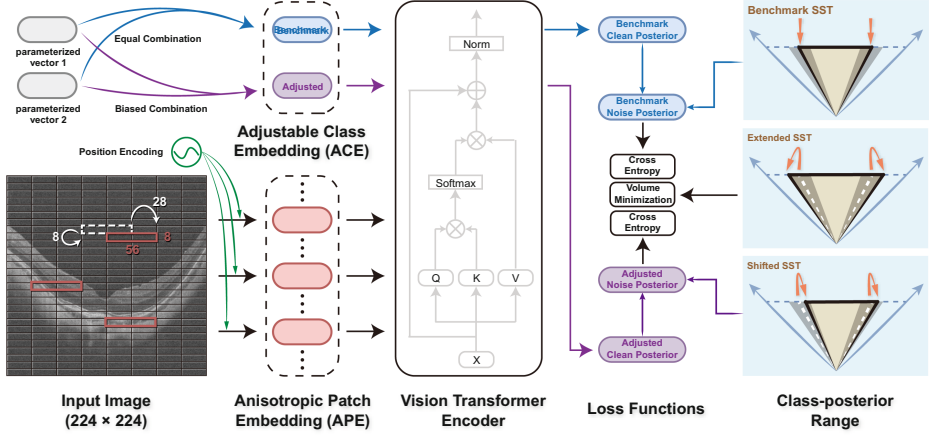 parameterized
vector 1
parameterized
vector 2
Equal Combination
Biased Combination
Benchmark
Adjusted
Adjustable Class
Embedding (ACE)
Position Encoding
28
8
8
56
Input Image
(224 × 224)
Anisotropic Patch
Embedding (APE)
Norm
Softmax
Q
K
V
X
Vision Transformer
Encoder
Benchmark
Clean Posterior
Benchmark
Noise Posterior
Cross
Entropy
Volume
Minimization
Cross
Entropy
Adjusted
Noise Posterior
Adjusted
Clean Posterior
Loss Functions
Benchmark SST
Extended SST
Shifted SST
Class-posterior
Range